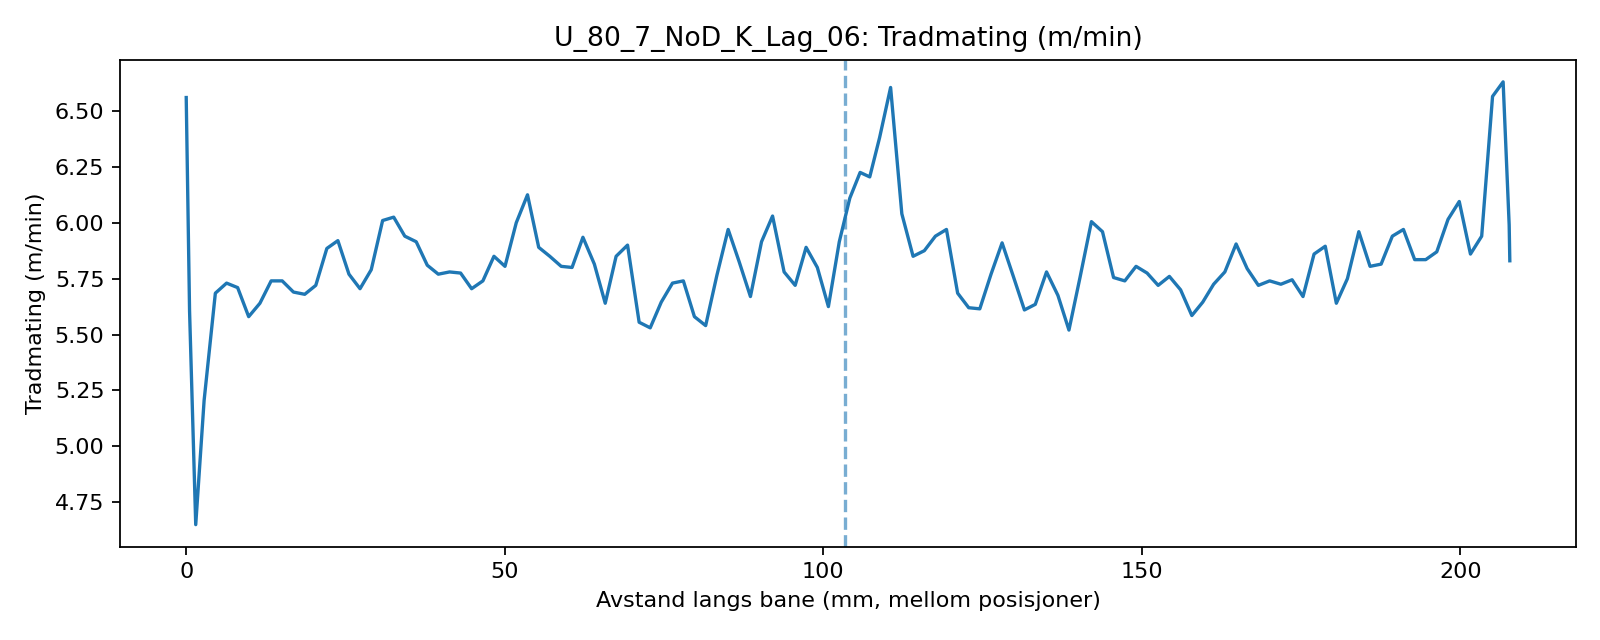 U_80_7_NoD_K_Lag_06: Tradmating (m/min)
Tradmating (m/min)
6.50
6.25
6.00
5.75
5.50
5.25
5.00
4.75
0 50 100 150 200
Avstand langs bane (mm, mellom posisjoner)